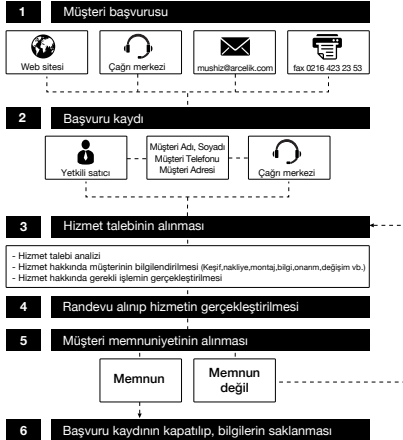 1 Müşteri başvurusu
Web sitesi
Çağrı merkezi
mushiz@arcelik.com
fax 0216 423 23 53
2 Başvuru kaydı
Yetkili satıcı
Müşteri Adı, Soyadı
Müşteri Telefonu
Müşteri Adresi
Çağrı merkezi
3 Hizmet talebinin alınması
- Hizmet talebi analizi
- Hizmet hakkında müşterinin bilgilendirilmesi (Keşif,nakliye,montaj,bilgi,onarım,değişim vb.)
- Hizmet hakkında gerekli işlemin gerçekleştirilmesi
4 Randevu alınıp hizmetin gerçekleştirilmesi
5 Müşteri memnuniyetinin alınması
Memnun
Memnun
değil
6 Başvuru kaydının kapatılıp, bilgilerin saklanması